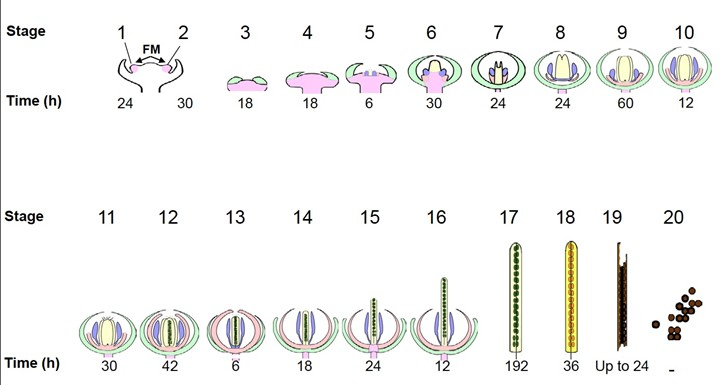 Stage 1 2 3 4 5 6 7 8 9 10
FM
Time (h) 24 30 18 18 6 30 24 24 60 12
Stage 11 12 13 14 15 16 17 18 19 20
Time (h) 30 42 6 18 24 12 192 36 Up to 24 –